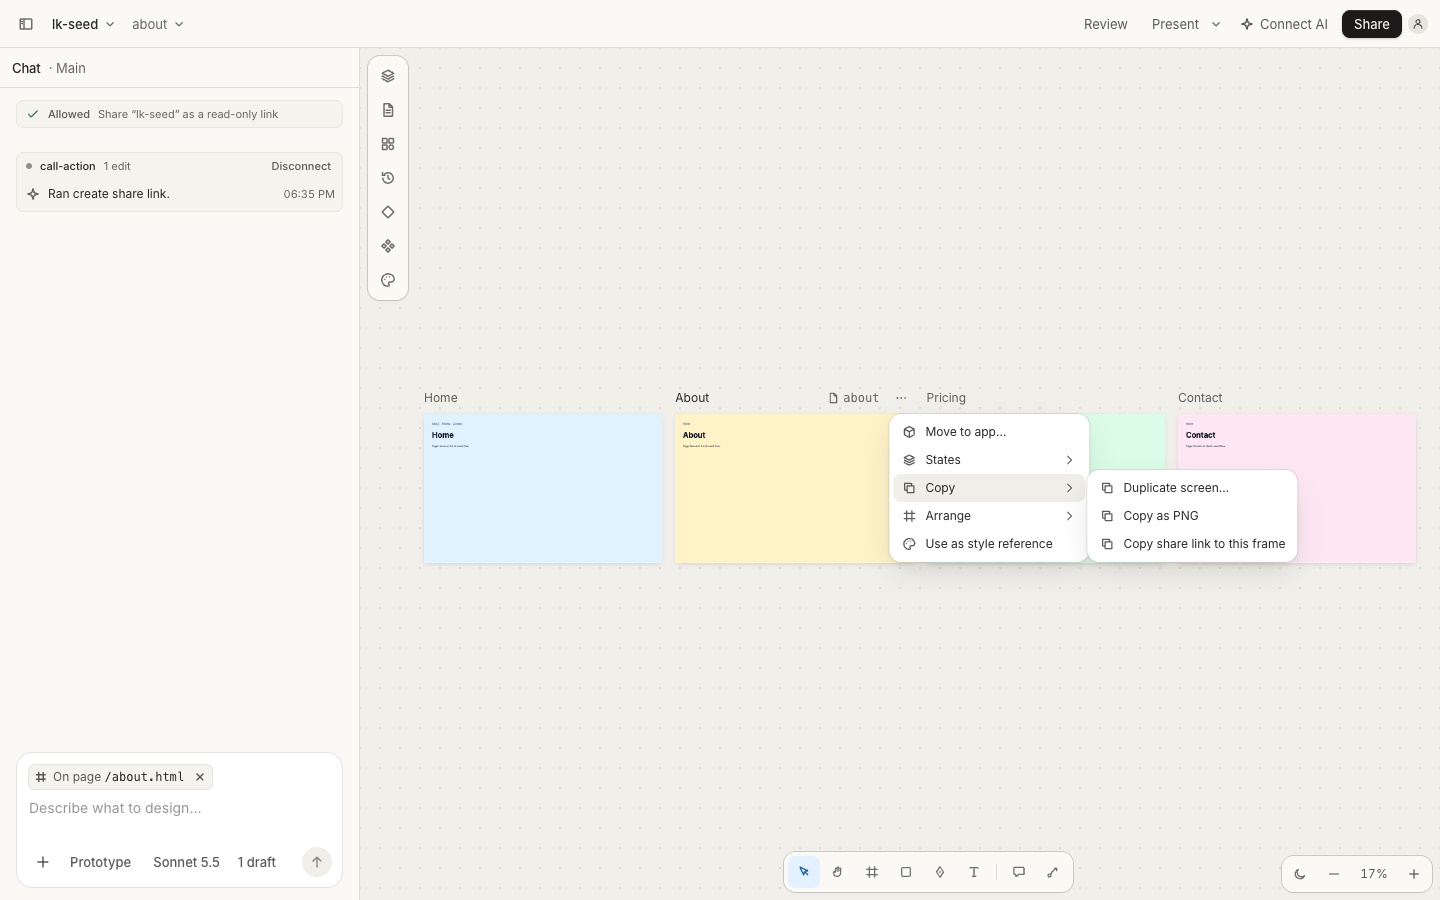 lk-seed
about
Review
Present
Connect AI
Share
Chat · Main
Allowed Share “lk-seed” as a read-only link
call-action 1 edit Disconnect
Ran create share link. 06:35 PM
Home
About
about
Pricing
Contact
Home
About
Contact
Move to app...
States
Copy
Arrange
Use as style reference
Duplicate screen...
Copy as PNG
Copy share link to this frame
On page /about.html
Describe what to design...
Prototype
Sonnet 5.5
1 draft
17%